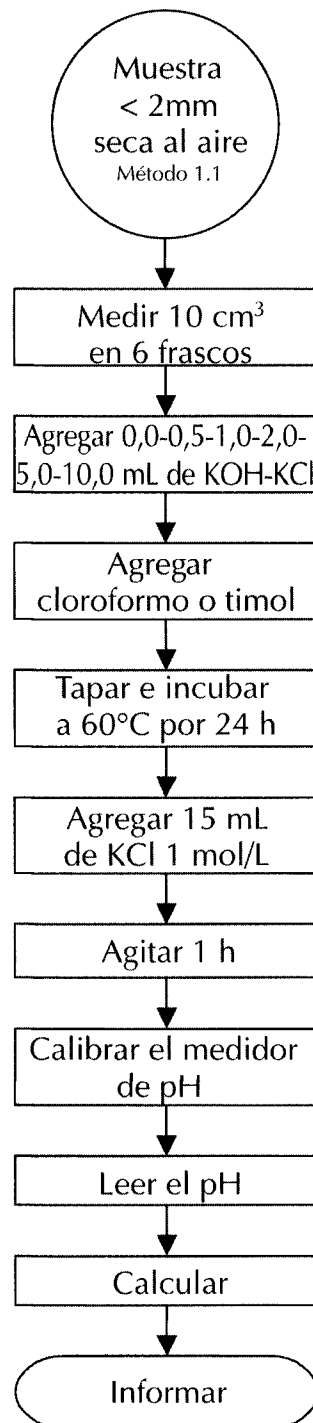 Muestra
< 2mm
seca al aire
Método 1.1
Medir 10 cm³
en 6 frascos
Agregar 0,0-0,5-1,0-2,0-
5,0-10,0 mL de KOH-KCl
Agregar
cloroformo o timol
Tapar e incubar
a 60°C por 24 h
Agregar 15 mL
de KCl 1 mol/L
Agitar 1 h
Calibrar el medidor
de pH
Leer el pH
Calcular
Informar